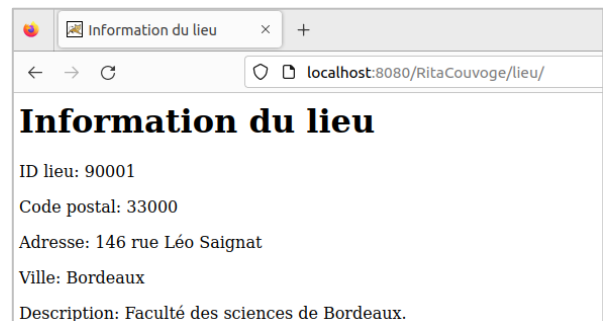 Information du lieu
localhost:8080/RitaCouvoge/lieu/
Information du lieu
ID lieu: 90001
Code postal: 33000
Adresse: 146 rue Léo Saignat
Ville: Bordeaux
Description: Faculté des sciences de Bordeaux.